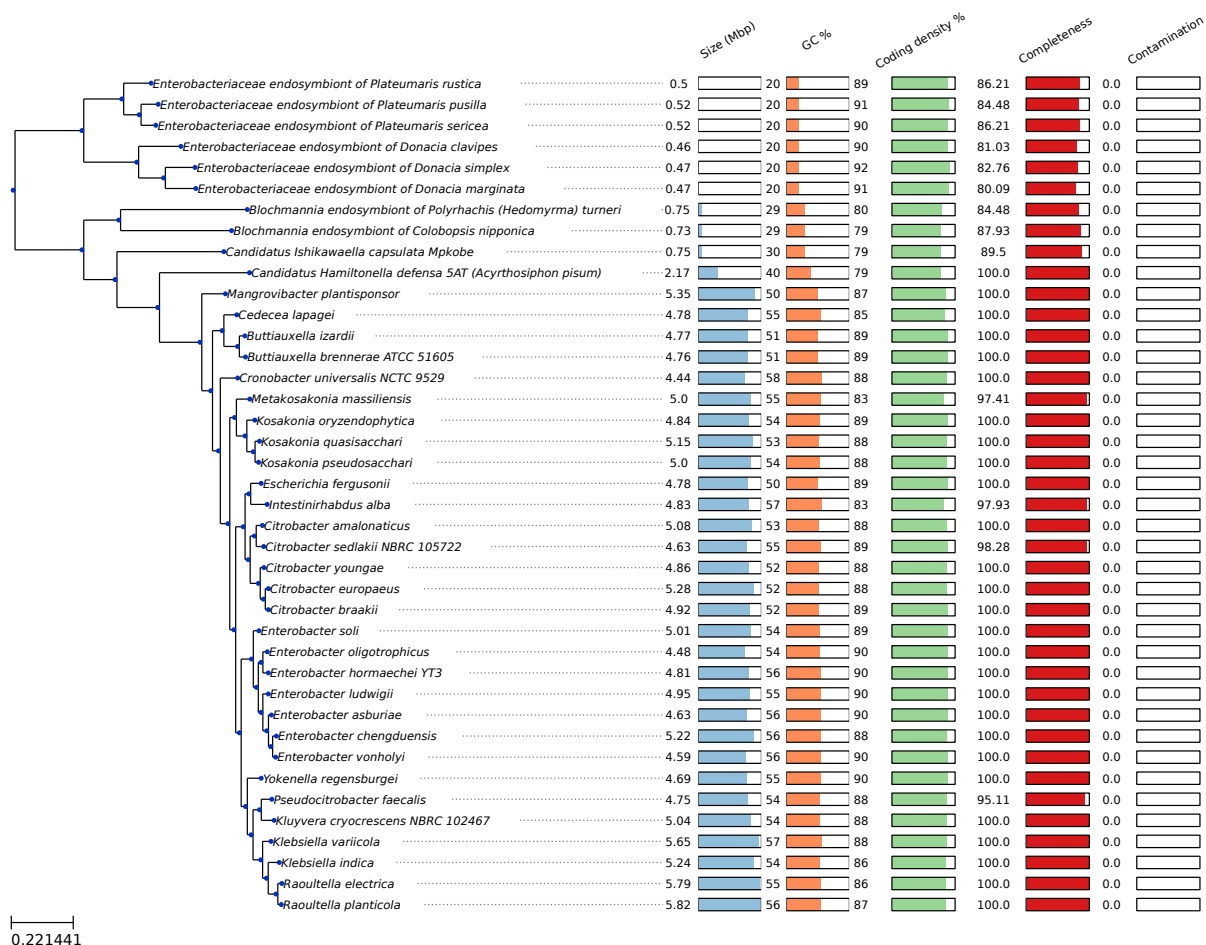 Size (Mbp) GC % Coding density % Completeness Contamination
Enterobacteriaceae endosymbiont of Plateumaris rustica 0.5 20 89 86.21 0.0
Enterobacteriaceae endosymbiont of Plateumaris pusilla 0.52 20 91 84.48 0.0
Enterobacteriaceae endosymbiont of Plateumaris sericea 0.52 20 90 86.21 0.0
Enterobacteriaceae endosymbiont of Donacia clavipes 0.46 20 90 81.03 0.0
Enterobacteriaceae endosymbiont of Donacia simplex 0.47 20 92 82.76 0.0
Enterobacteriaceae endosymbiont of Donacia marginata 0.47 20 91 80.09 0.0
Blochmannia endosymbiont of Polyrhachis (Hedomyrma) turneri 0.75 29 80 84.48 0.0
Blochmannia endosymbiont of Colobopsis nipponica 0.73 29 79 87.93 0.0
Candidatus Ishikawaella capsulata Mpkobe 0.75 30 79 89.5 0.0
Candidatus Hamiltonella defensa 5AT (Acyrthosiphon pisum) 2.17 40 79 100.0 0.0
Mangrovibacter plantisponsor 5.35 50 87 100.0 0.0
Cedecea lapagei 4.78 55 85 100.0 0.0
Buttiauxella izardii 4.77 51 89 100.0 0.0
Buttiauxella brennerae ATCC 51605 4.76 51 89 100.0 0.0
Cronobacter universalis NCTC 9529 4.44 58 88 100.0 0.0
Metakosakonia massiliensis 5.0 55 83 97.41 0.0
Kosakonia oryzendophytica 4.84 54 89 100.0 0.0
Kosakonia quasisacchari 5.15 53 88 100.0 0.0
Kosakonia pseudosacchari 5.0 54 88 100.0 0.0
Escherichia fergusonii 4.78 50 89 100.0 0.0
Intestinirhabdus alba 4.83 57 83 97.93 0.0
Citrobacter amalonaticus 5.08 53 88 100.0 0.0
Citrobacter sedlakii NBRC 105722 4.63 55 89 98.28 0.0
Citrobacter youngae 4.86 52 88 100.0 0.0
Citrobacter europaeus 5.28 52 88 100.0 0.0
Citrobacter braakii 4.92 52 89 100.0 0.0
Enterobacter soli 5.01 54 89 100.0 0.0
Enterobacter oligotrophicus 4.48 54 90 100.0 0.0
Enterobacter hormaechei YT3 4.81 56 90 100.0 0.0
Enterobacter ludwigii 4.95 55 90 100.0 0.0
Enterobacter asburiae 4.63 56 90 100.0 0.0
Enterobacter chengduensis 5.22 56 88 100.0 0.0
Enterobacter vonholyi 4.59 56 90 100.0 0.0
Yokenella regensburgei 4.69 55 90 100.0 0.0
Pseudocitrobacter faecalis 4.75 54 88 95.11 0.0
Kluyvera cryocrescens NBRC 102467 5.04 54 88 100.0 0.0
Klebsiella variicola 5.65 57 88 100.0 0.0
Klebsiella indica 5.24 54 86 100.0 0.0
Raoultella electrica 5.79 55 86 100.0 0.0
Raoultella planticola 5.82 56 87 100.0 0.0
0.221441